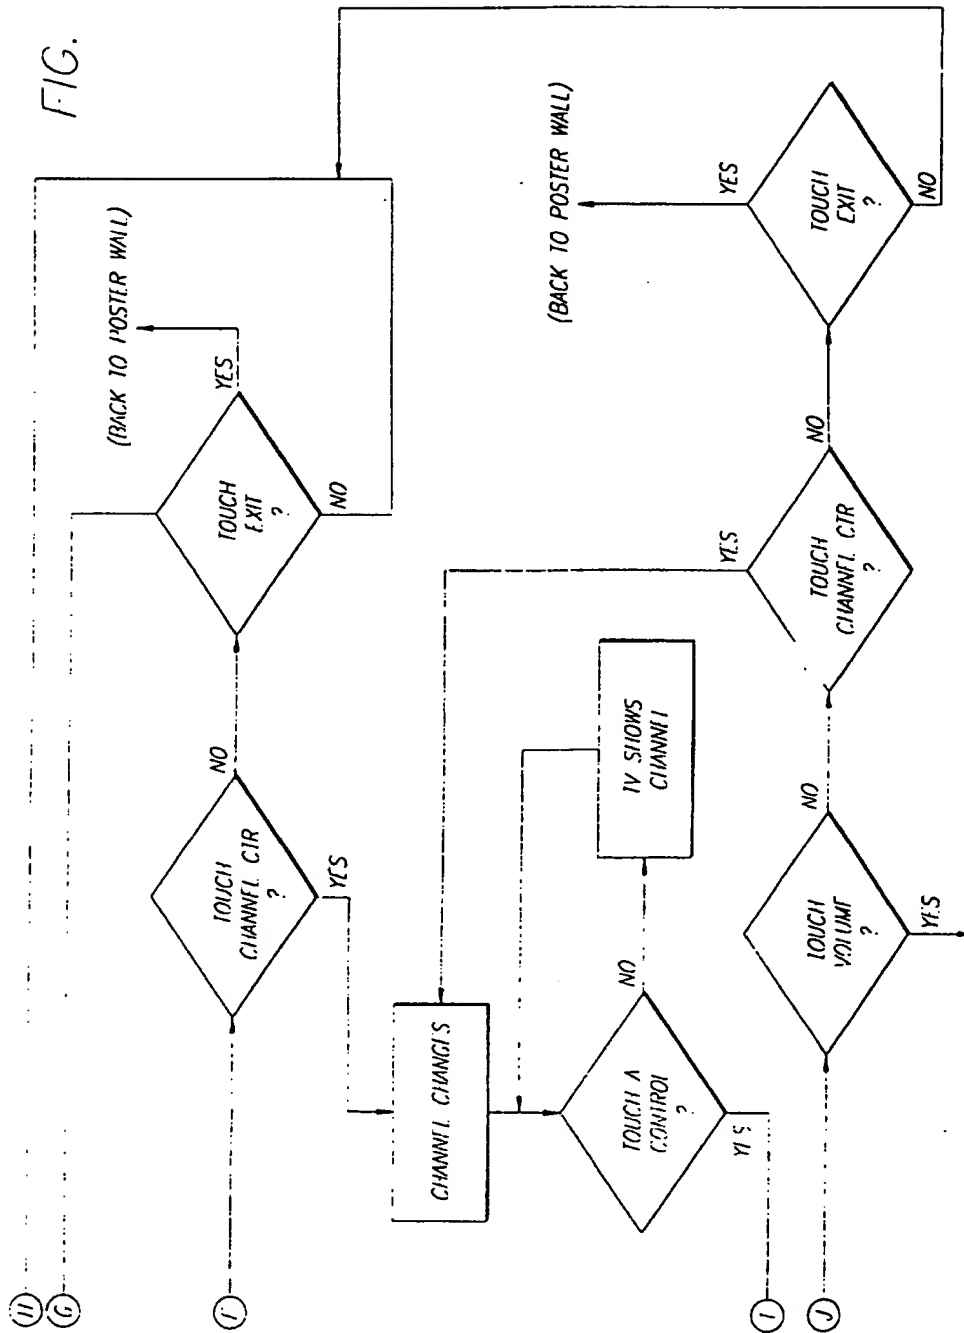 FIG.
(BACK TO POSTER WALL)
TOUCH
EXIT
?
YES
NO
TOUCH
CHANNEL CTR
?
NO
YES
CHANNEL CHANGES
TOUCH A
CONTROL
?
NO
YES
TV SHOWS
CHANNEL
TOUCH
VOLUME
?
NO
YES
TOUCH
CHANNEL CTR
?
YES
NO
TOUCH
EXIT
?
YES
NO
(BACK TO POSTER WALL)
H
G
I
J